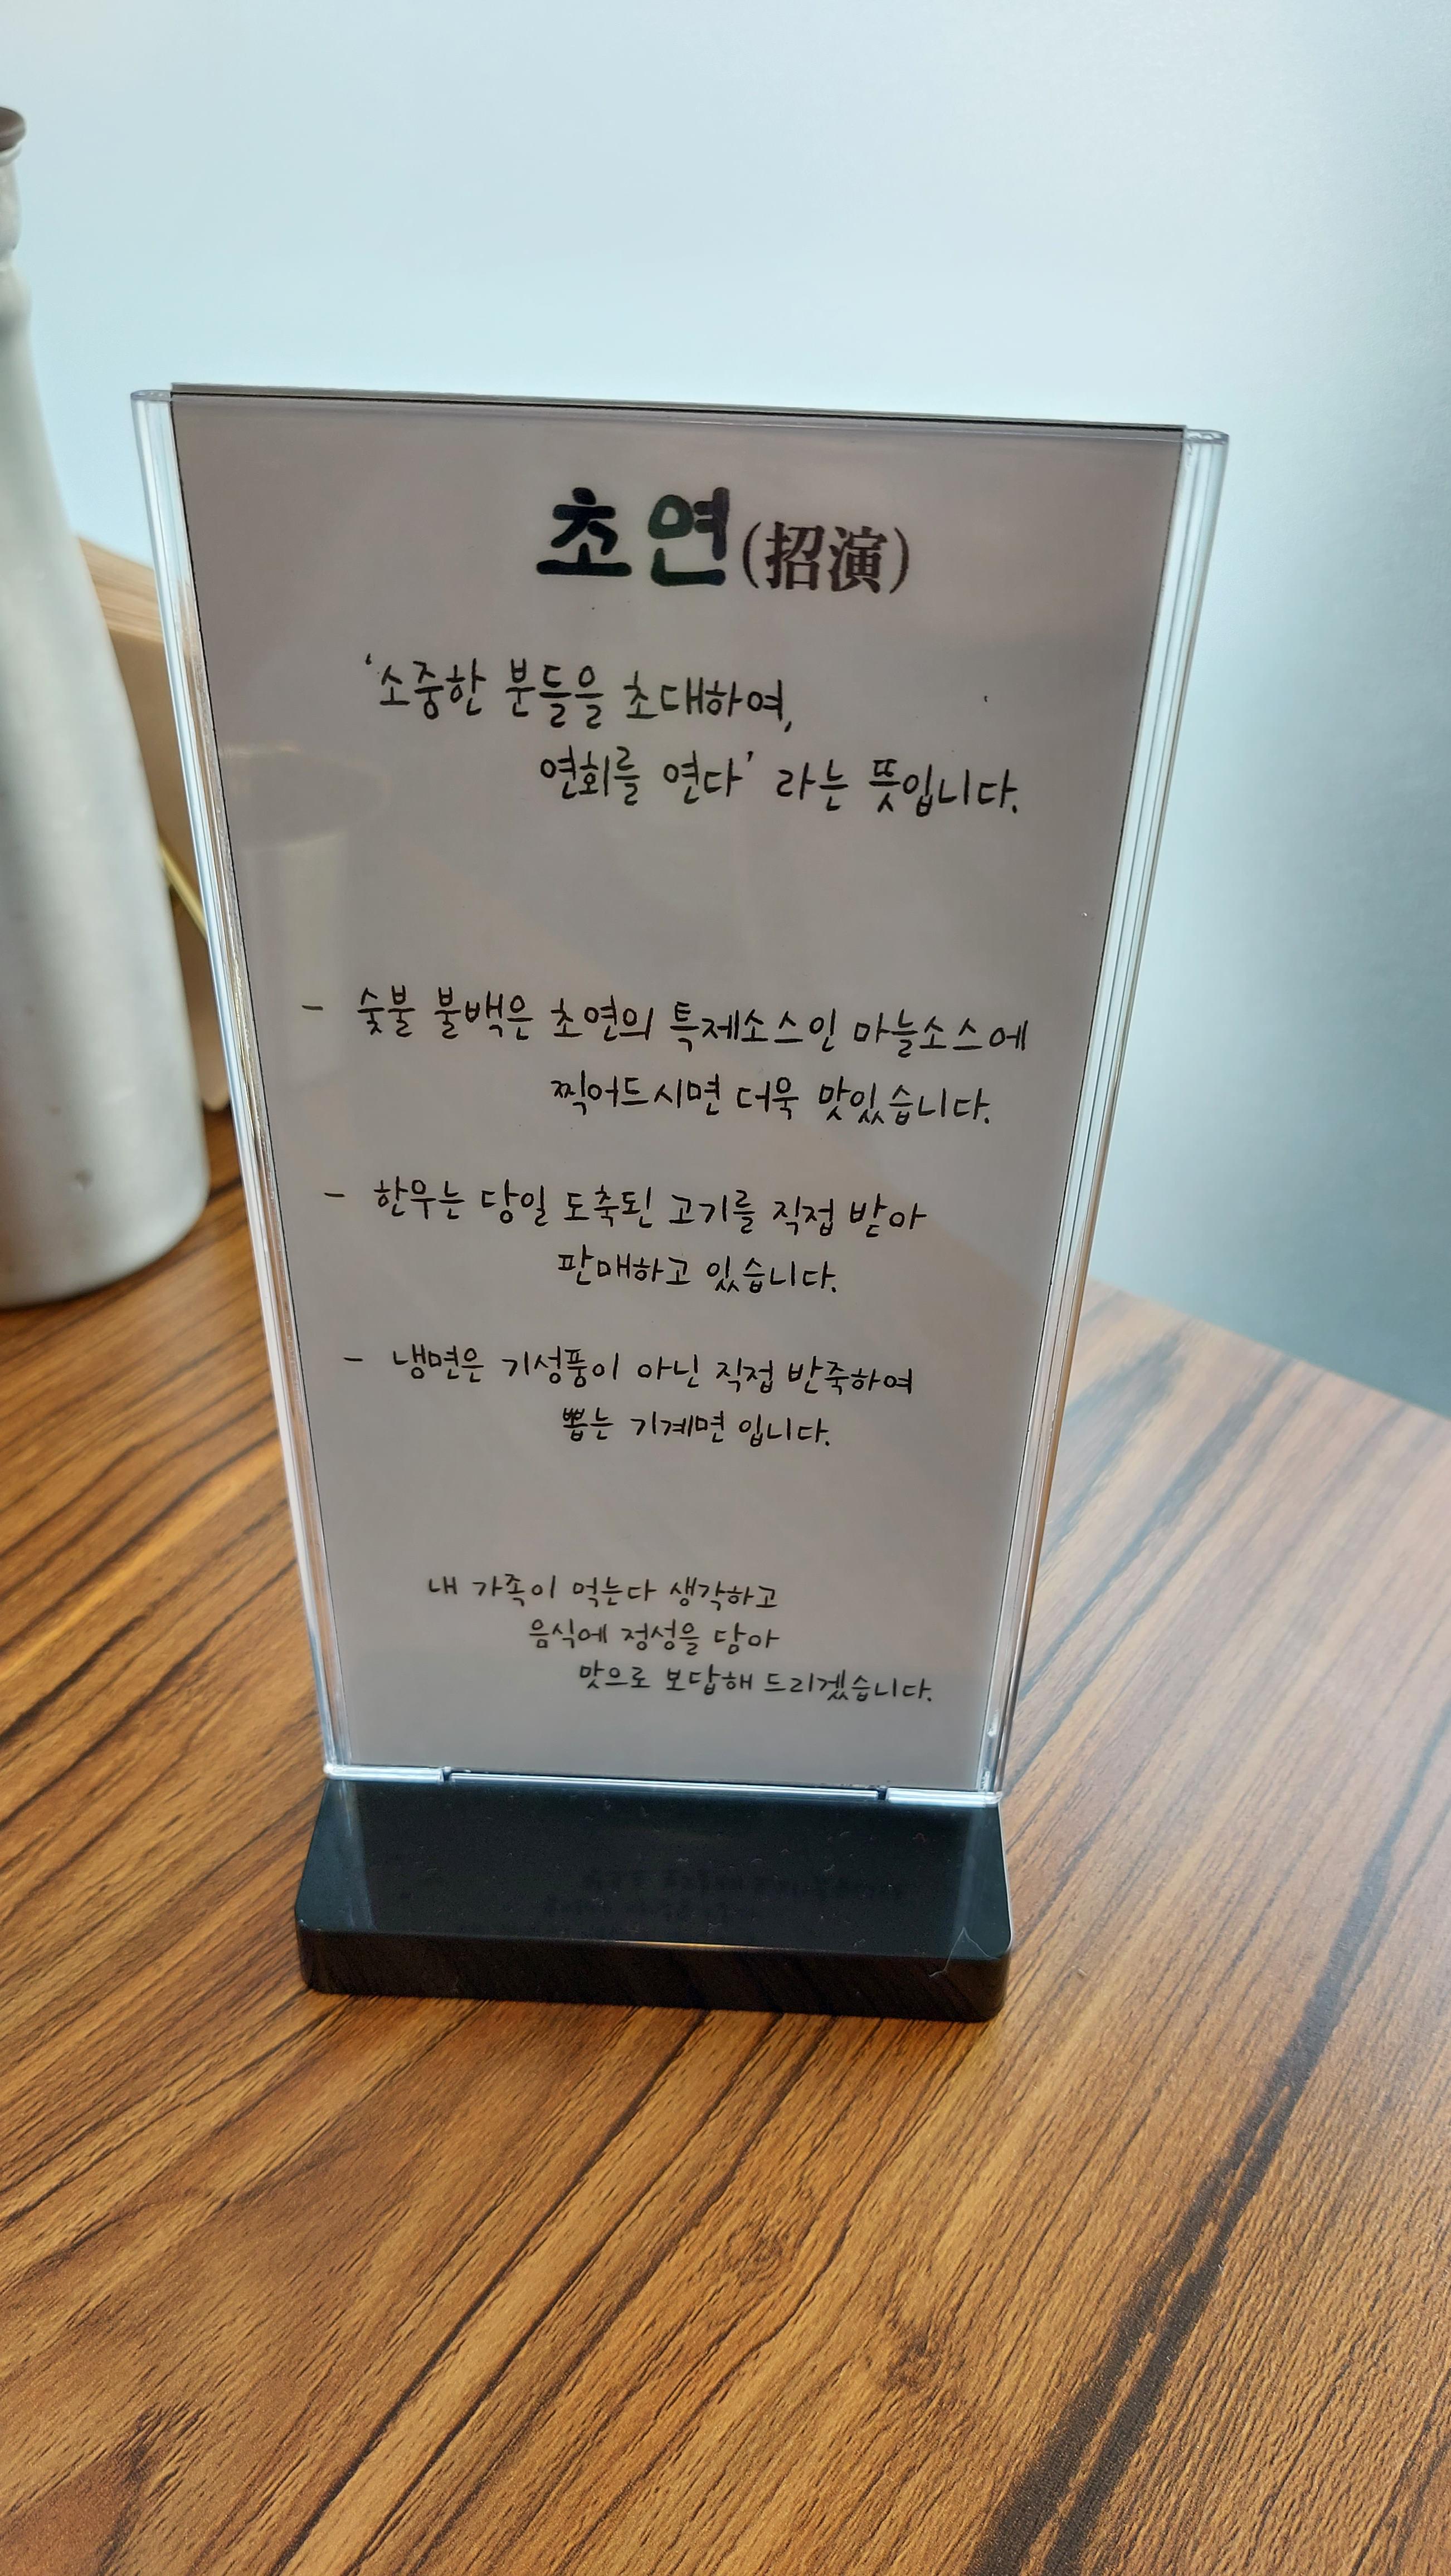 초연(招演)
'소중한 분들을 초대하여,
연회를 연다' 라는 뜻입니다.
- 숯불 불백은 초연의 특제소스인 마늘소스에
찍어드시면 더욱 맛있습니다.
- 한우는 당일 도축된 고기를 직접 받아
판매하고 있습니다.
- 냉면은 기성품이 아닌 직접 반죽하여
뽑는 기계면 입니다.
내 가족이 먹는다 생각하고
음식에 정성을 담아
맛으로 보답해 드리겠습니다.